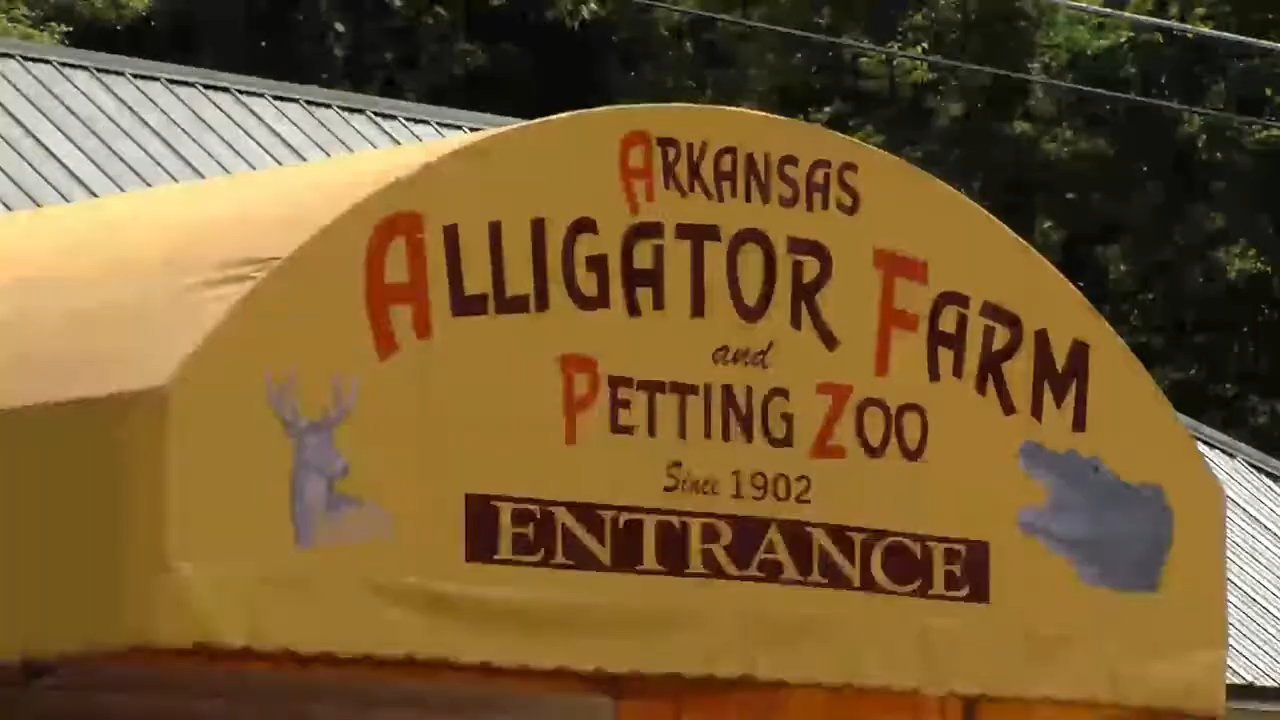 ARKANSAS
ALLIGATOR FARM
and
PETTING ZOO
Since 1902
ENTRANCE